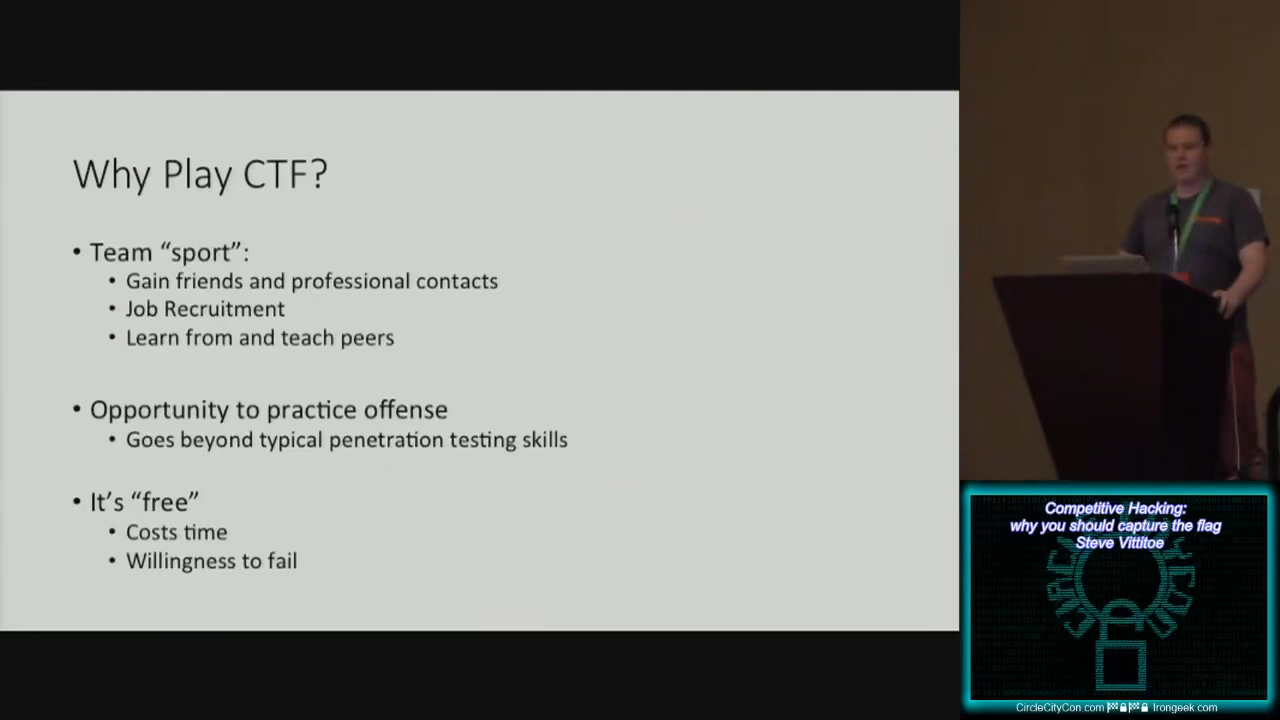 Why Play CTF?
• Team “sport”:
• Gain friends and professional contacts
• Job Recruitment
• Learn from and teach peers
• Opportunity to practice offense
• Goes beyond typical penetration testing skills
• It’s “free”
• Costs time
• Willingness to fail
Competitive Hacking:
why you should capture the flag
Steve Vittitoe
CircleCityCon.com
Irongeek.com